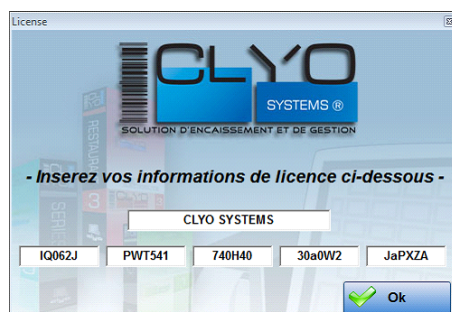 License
CLYO
SYSTEMS ®
SOLUTION D'ENCAISSEMENT ET DE GESTION
- Inserez vos informations de licence ci-dessous -
CLYO SYSTEMS
IQ062J PWT541 740H40 30a0W2 JaPXZA
Ok